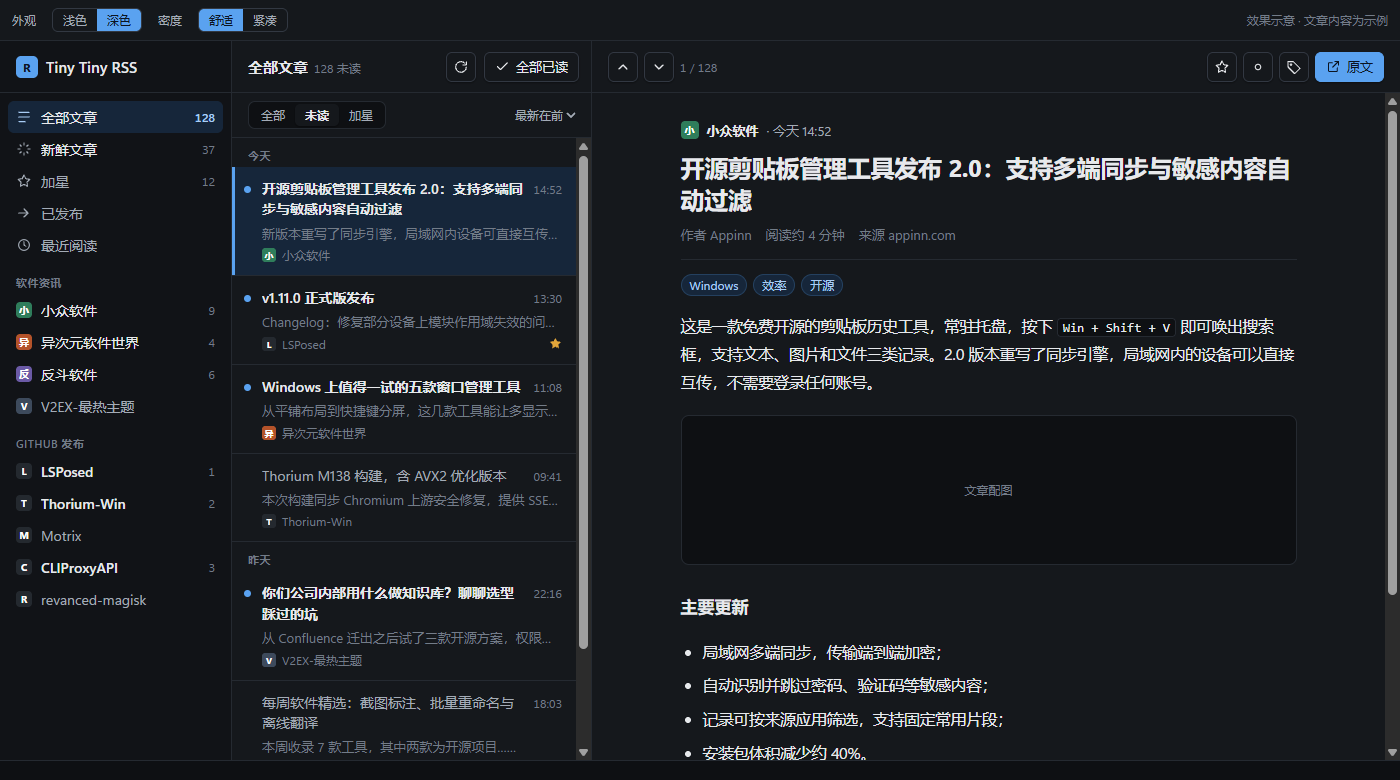 外观 浅色 深色 密度 舒适 紧凑 效果示意 · 文章内容为示例
R Tiny Tiny RSS
全部文章 128
新鲜文章 37
加星 12
已发布
最近阅读
软件资讯
小 小众软件 9
异 异次元软件世界 4
反 反斗软件 6
V V2EX-最热主题
GITHUB 发布
L LSPosed 1
T Thorium-Win 2
M Motrix
C CLIProxyAPI 3
R revanced-magisk
全部文章 128 未读 全部已读
全部 未读 加星 最新在前
今天
开源剪贴板管理工具发布 2.0：支持多端同 14:52
步与敏感内容自动过滤
新版本重写了同步引擎，局域网内设备可直接互传...
小 小众软件
v1.11.0 正式版发布 13:30
Changelog：修复部分设备上模块作用域失效的问...
L LSPosed
Windows 上值得一试的五款窗口管理工具 11:08
从平铺布局到快捷键分屏，这几款工具能让多显示...
异 异次元软件世界
Thorium M138 构建，含 AVX2 优化版本 09:41
本次构建同步 Chromium 上游安全修复，提供 SSE...
T Thorium-Win
昨天
你们公司内部用什么做知识库？聊聊选型 22:16
踩过的坑
从 Confluence 迁出之后试了三款开源方案，权限...
V V2EX-最热主题
每周软件精选：截图标注、批量重命名与 18:03
离线翻译
本周收录 7 款工具，其中两款为开源项目......
1 / 128 原文
小 小众软件 · 今天 14:52
开源剪贴板管理工具发布 2.0：支持多端同步与敏感内容自
动过滤
作者 Appinn 阅读约 4 分钟 来源 appinn.com
Windows 效率 开源
这是一款免费开源的剪贴板历史工具，常驻托盘，按下 Win + Shift + V 即可唤出搜索
框，支持文本、图片和文件三类记录。2.0 版本重写了同步引擎，局域网内的设备可以直接
互传，不需要登录任何账号。
文章配图
主要更新
• 局域网多端同步，传输端到端加密；
• 自动识别并跳过密码、验证码等敏感内容；
• 记录可按来源应用筛选，支持固定常用片段；
• 安装包体积减少约 40%。